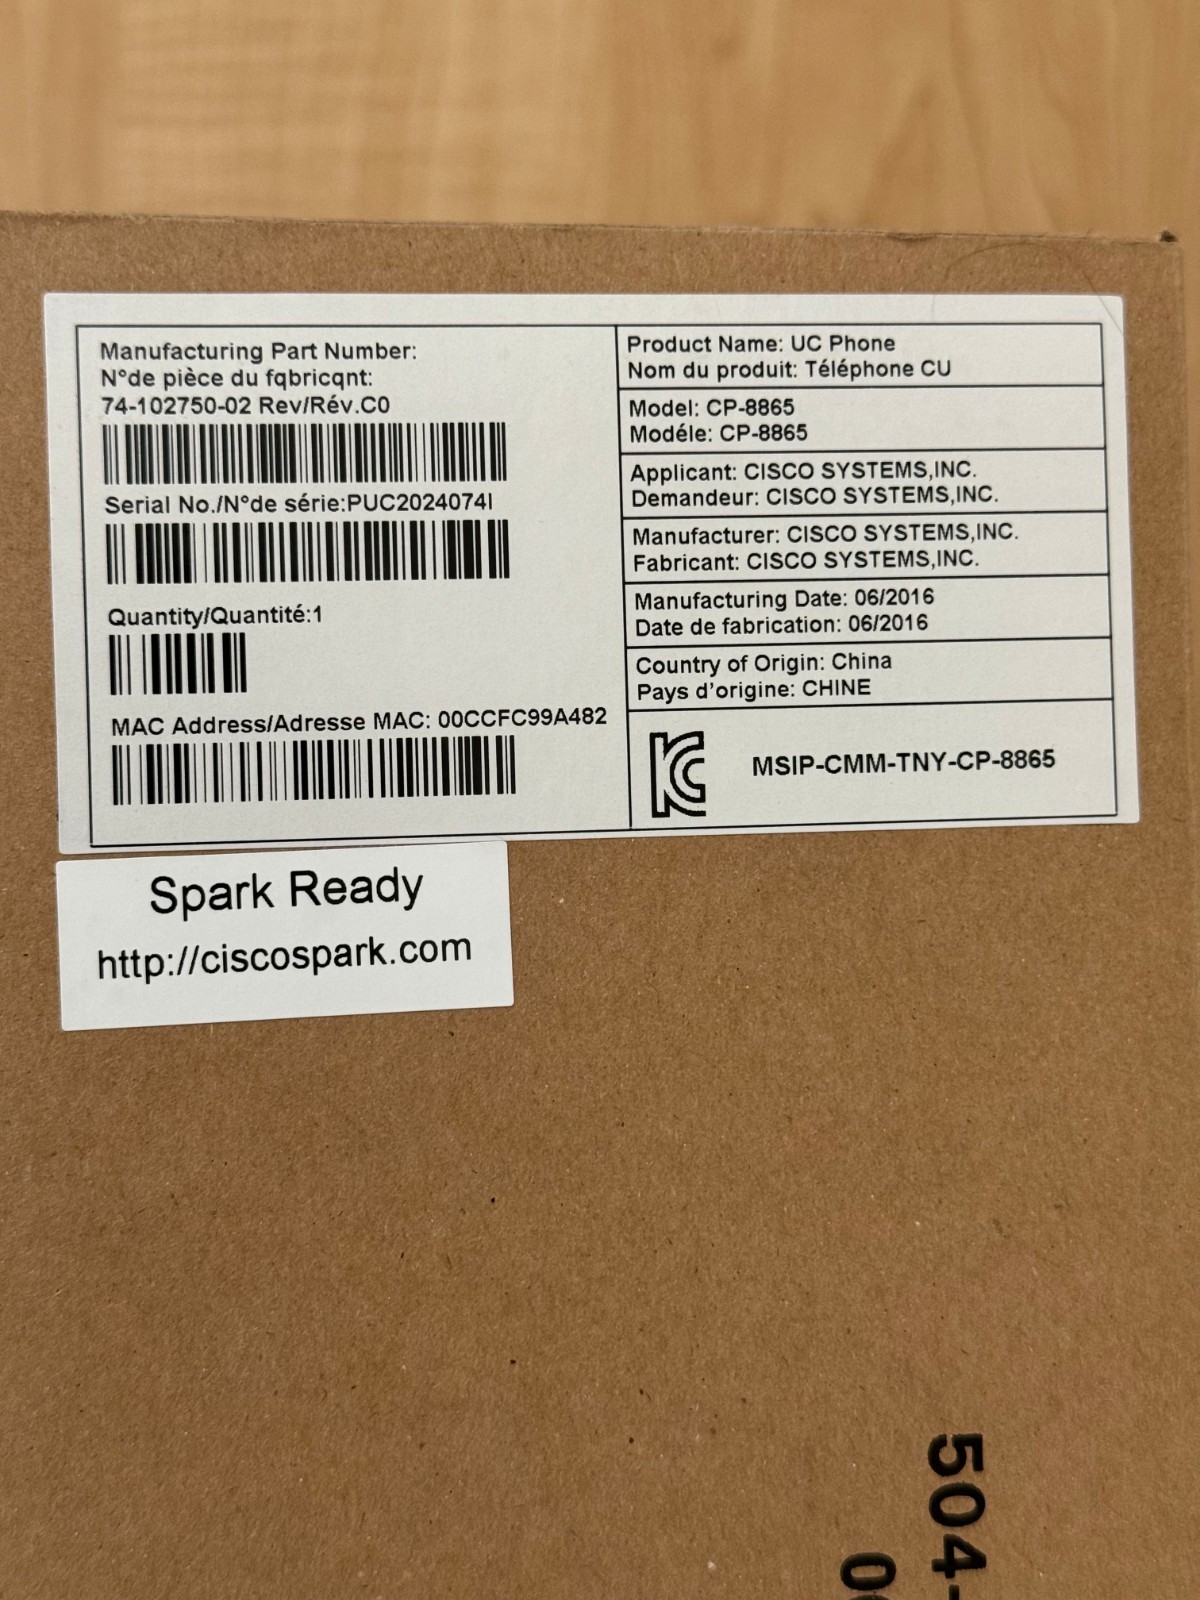 Manufacturing Part Number:
N°de pièce du fqbricqnt:
74-102750-02 Rev/Rév.C0
Serial No./N°de série:PUC2024074I
Quantity/Quantité:1
MAC Address/Adresse MAC: 00CCFC99A482
Product Name: UC Phone
Nom du produit: Téléphone CU
Model: CP-8865
Modéle: CP-8865
Applicant: CISCO SYSTEMS,INC.
Demandeur: CISCO SYSTEMS,INC.
Manufacturer: CISCO SYSTEMS,INC.
Fabricant: CISCO SYSTEMS,INC.
Manufacturing Date: 06/2016
Date de fabrication: 06/2016
Country of Origin: China
Pays d'origine: CHINE
MSIP-CMM-TNY-CP-8865
Spark Ready
http://ciscospark.com
504-